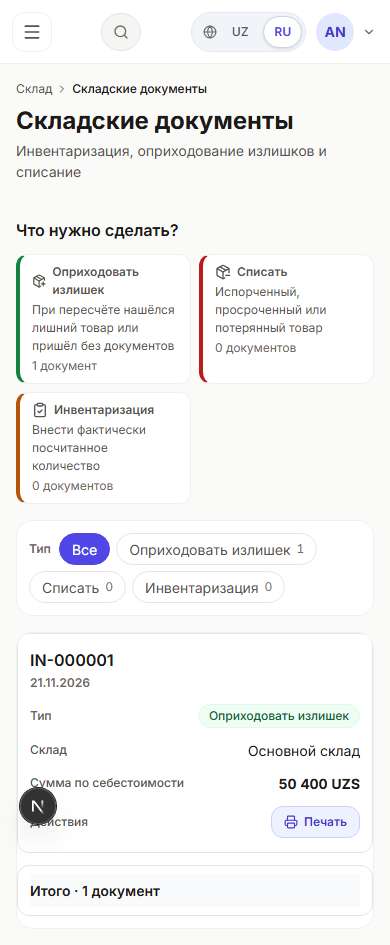 UZ RU AN
Склад > Складские документы
Складские документы
Инвентаризация, оприходование излишков и
списание
Что нужно сделать?
Оприходовать
излишек
При пересчёте нашёлся
лишний товар или
пришёл без документов
1 документ
Списать
Испорченный,
просроченный или
потерянный товар
0 документов
Инвентаризация
Внести фактически
посчитанное
количество
0 документов
Тип Все Оприходовать излишек 1
Списать 0 Инвентаризация 0
IN-000001
21.11.2026
Тип Оприходовать излишек
Склад Основной склад
Сумма по себестоимости 50 400 UZS
N
Действия Печать
Итого · 1 документ